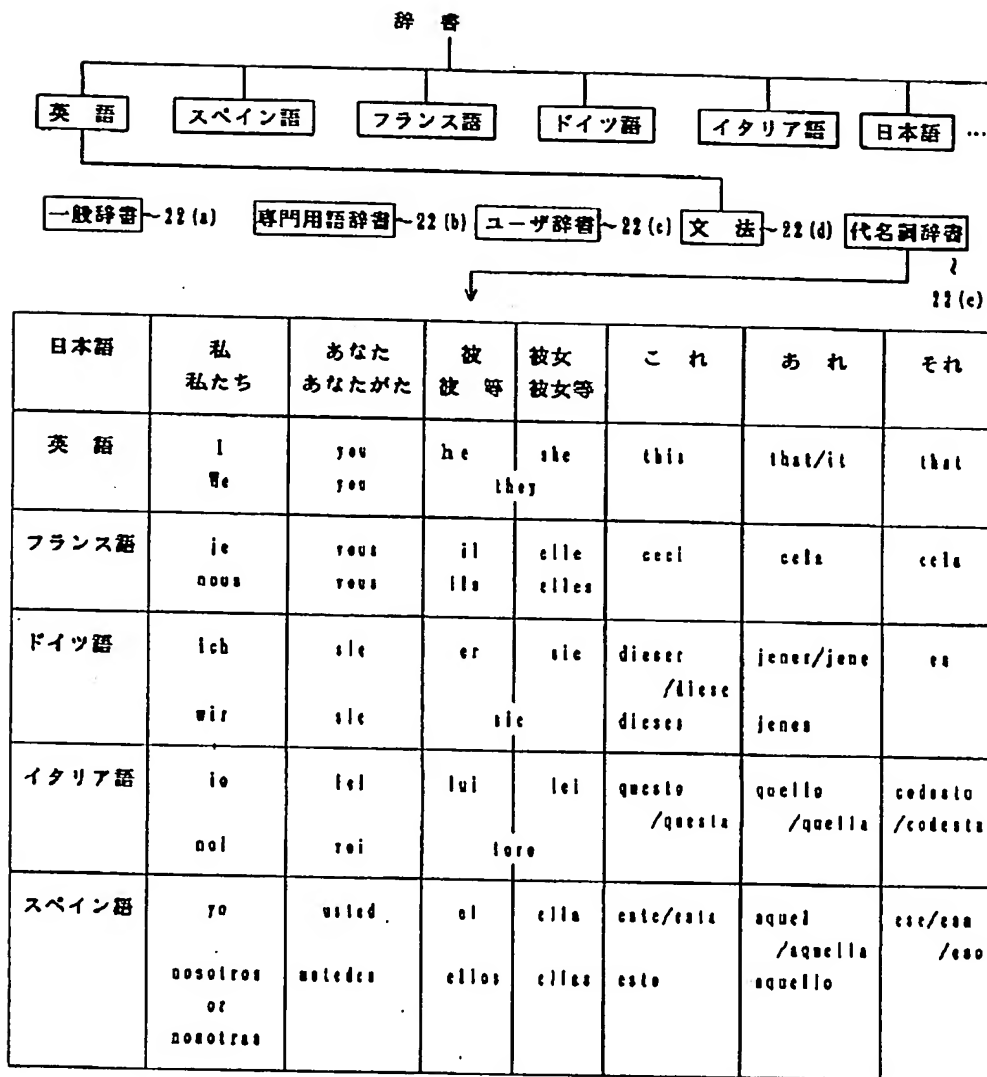 辞 書
英 語 スペイン語 フランス語 ドイツ語 イタリア語 日本語 …
一般辞書~22(a) 専門用語辞書~22(b) ユーザ辞書~22(c) 文 法~22(d) 代名詞辞書
~
22(e)
日本語 私 あなた 彼 彼女 こ れ あ れ そ れ
私たち あなたがた 彼 等 彼女等
英 語 I you he she this that/it that
We you they
フランス語 je vous il elle ceci cela cela
nous vous ils elles
ドイツ語 ich sie er sie dieser jener/jene es
/diese
wir sie sie dieses jenes
イタリア語 io lei lui lei questo quello codesto
/questa /quella /codesta
noi voi loro
スペイン語 yo usted el ella este/esta aquel ese/esa
/aquella /eso
nosotros ustedes ellos ellas esto aquello
or
nosotras